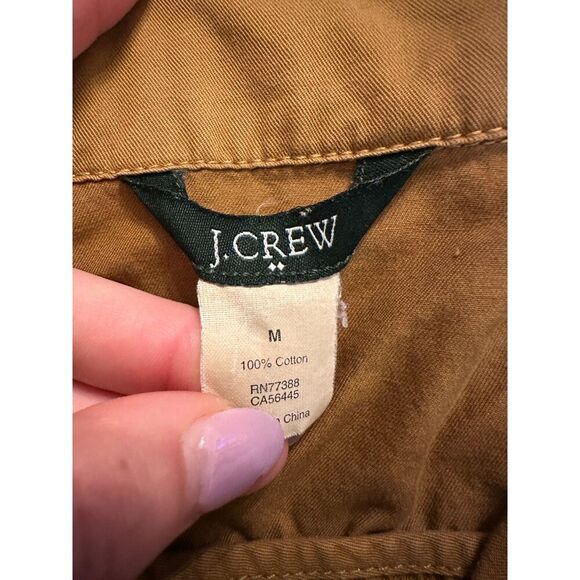 J.CREW
M
100% Cotton
RN77388
CA56445
China